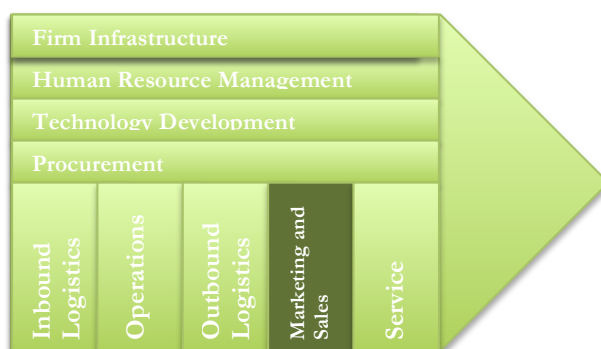 Firm Infrastructure
Human Resource Management
Technology Development
Procurement
Inbound
Logistics
Operations
Outbound
Logistics
Marketing and
Sales
Service